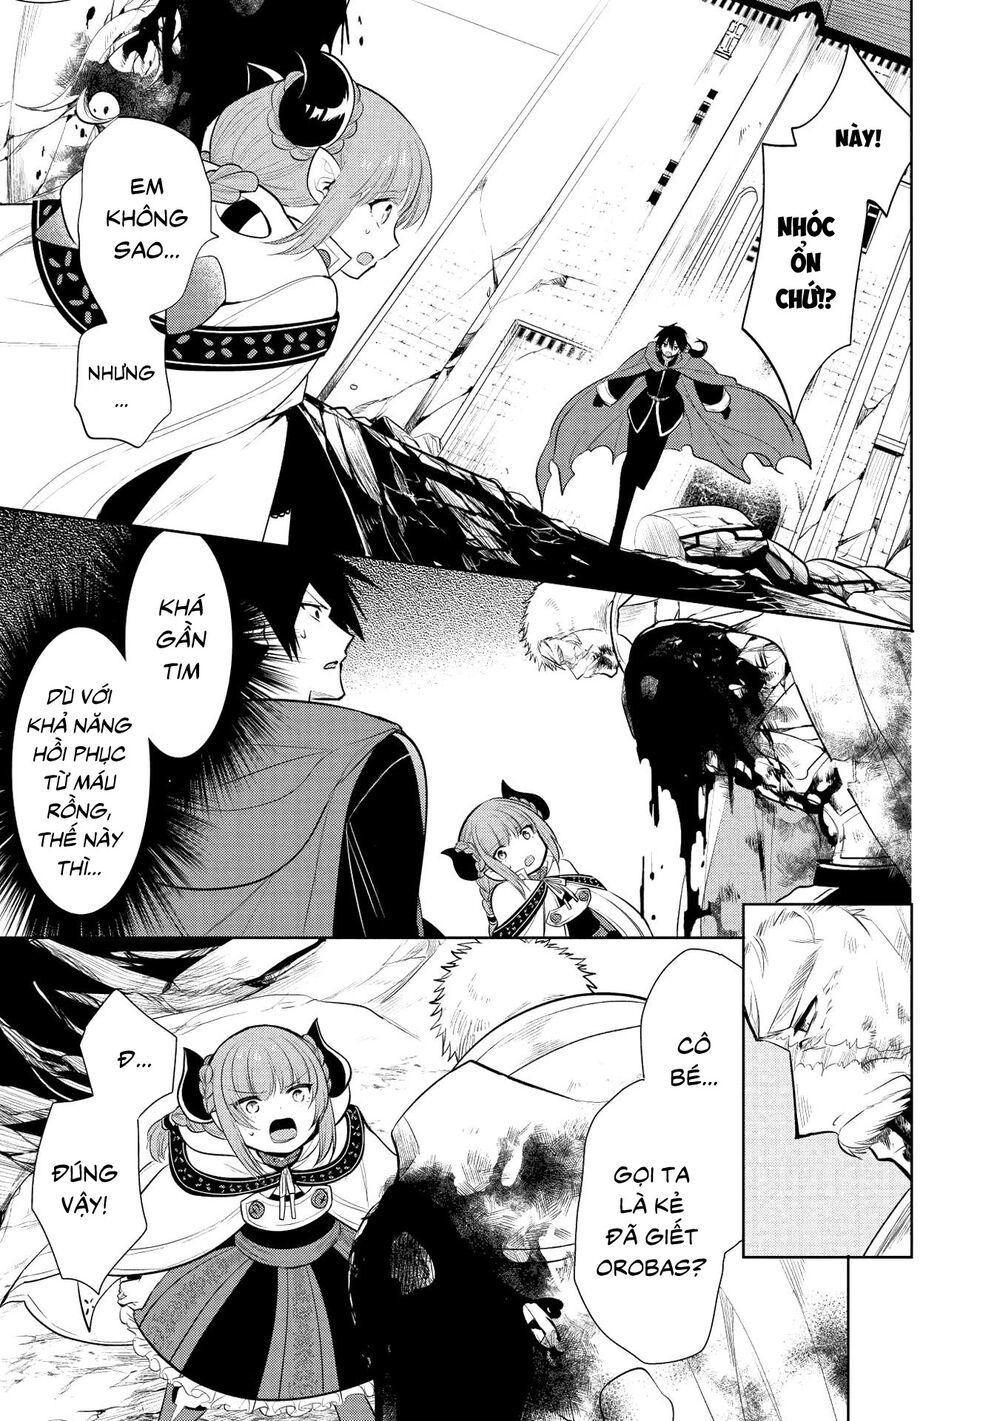 NÀY!
NHÓC
ỔN
CHỨ!?
EM
KHÔNG
SAO...
NHƯNG
...
KHÁ
GẦN
TIM
DÙ VỚI
KHẢ NĂNG
HỒI PHỤC
TỪ MÁU
RỒNG,
THẾ NÀY
THÌ...
CÔ
BÉ...
GỌI TA
LÀ KẺ
ĐÃ GIẾT
OROBAS?
Đ...
ĐÚNG
VẬY!